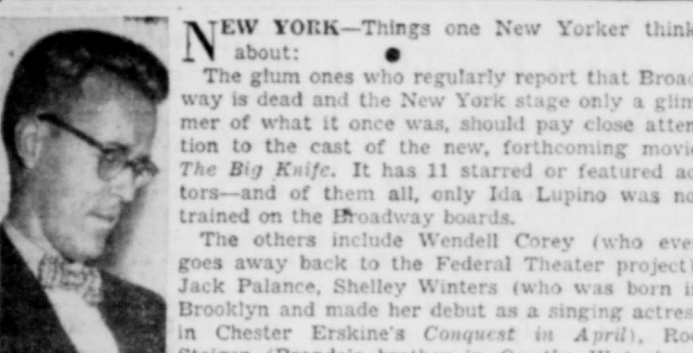 NEW YORK—Things one New Yorker think
about:
The glum ones who regularly report that Broad
way is dead and the New York stage only a glim
mer of what it once was, should pay close atten
tion to the cast of the new, forthcoming movi
The Big Knife. It has 11 starred or featured ac
tors—and of them all, only Ida Lupino was no
trained on the Broadway boards.
The others include Wendell Corey (who eve
goes away back to the Federal Theater project)
Jack Palance, Shelley Winters (who was born i
Brooklyn and made her debut as a singing actres
in Chester Erskine's Conquest in April), Ro